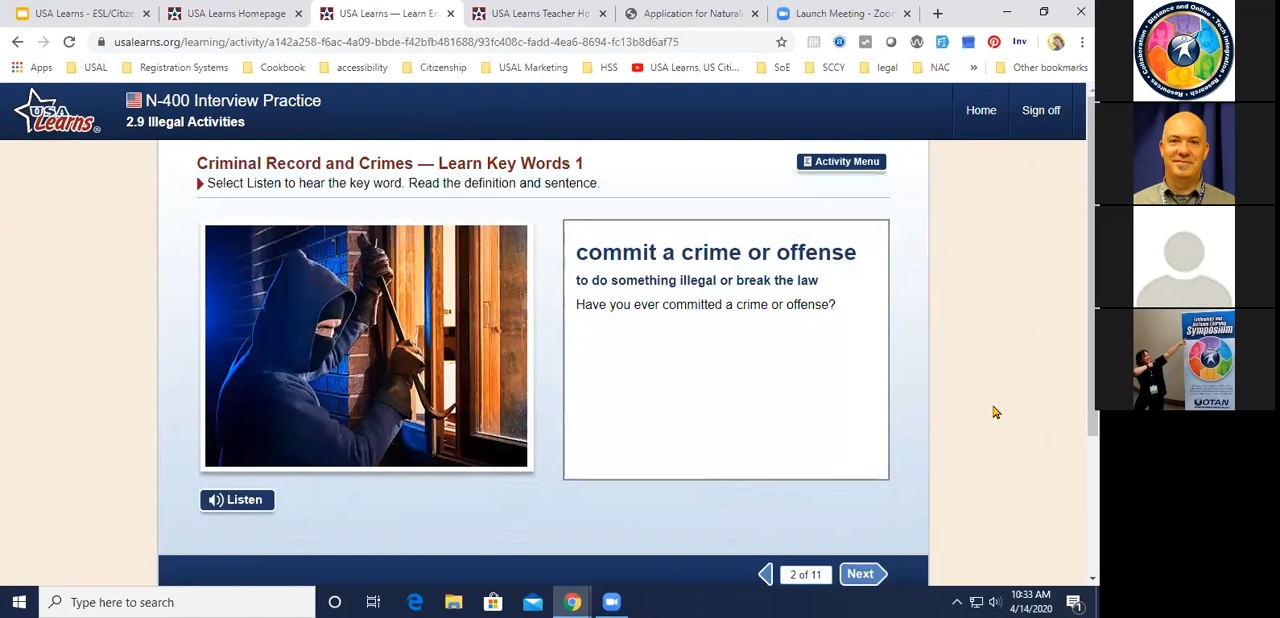 USA Learns - ESL/Citize
USA Learns Homepage
USA Learns — Learn En
USA Learns Teacher Ho
Application for Naturali
Launch Meeting - Zoo
usalearns.org/learning/activity/a142a258-f6ac-4a09-bbde-f42bfb481688/93fc408c-fadd-4ea6-8694-fc13b8d6af75
Inv
Apps
USAL
Registration Systems
Cookbook
accessibility
USAL Marketing
HSS
USA Learns, US Citi...
SoE
SCCY
legal
NAC
»
Other bookmarks
USA Learns
N-400 Interview Practice
2.9 Illegal Activities
Home
Sign off
Criminal Record and Crimes — Learn Key Words 1
Activity Menu
Select Listen to hear the key word. Read the definition and sentence.
commit a crime or offense
to do something illegal or break the law
Have you ever committed a crime or offense?
Listen
2 of 11
Next
Type here to search
10:33 AM
4/14/2020
1
Symposium
OTAN